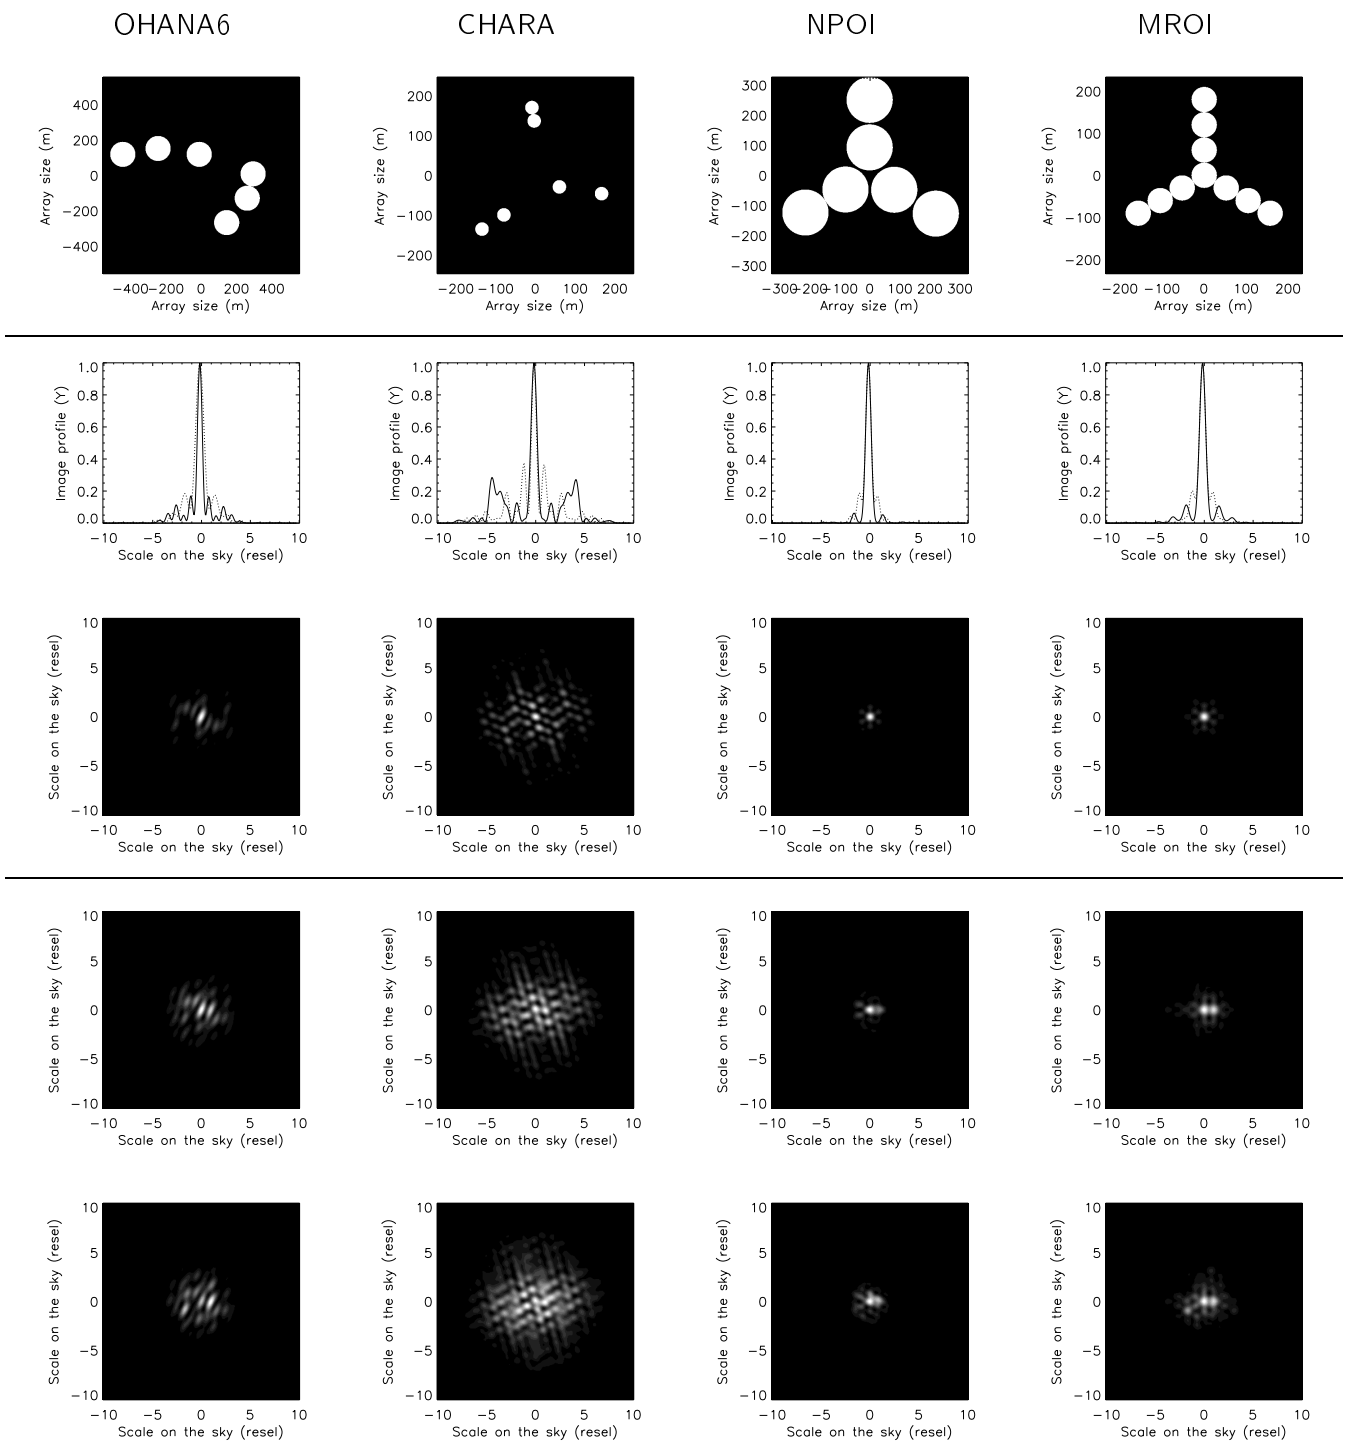 OHANA6 CHARA NPOI MROI
400
200
0
−200
−400
Array size (m)
−400−200 0 200 400
Array size (m)
200
100
0
−100
−200
Array size (m)
−200 −100 0 100 200
Array size (m)
300
200
100
0
−100
−200
−300
Array size (m)
−300−200−100 0 100 200 300
Array size (m)
200
100
0
−100
−200
Array size (m)
−200 −100 0 100 200
Array size (m)
1.0
0.8
0.6
0.4
0.2
0.0
Image profile (Y)
−10 −5 0 5 10
Scale on the sky (resel)
1.0
0.8
0.6
0.4
0.2
0.0
Image profile (Y)
−10 −5 0 5 10
Scale on the sky (resel)
1.0
0.8
0.6
0.4
0.2
0.0
Image profile (Y)
−10 −5 0 5 10
Scale on the sky (resel)
1.0
0.8
0.6
0.4
0.2
0.0
Image profile (Y)
−10 −5 0 5 10
Scale on the sky (resel)
10
5
0
−5
−10
Scale on the sky (resel)
−10 −5 0 5 10
Scale on the sky (resel)
10
5
0
−5
−10
Scale on the sky (resel)
−10 −5 0 5 10
Scale on the sky (resel)
10
5
0
−5
−10
Scale on the sky (resel)
−10 −5 0 5 10
Scale on the sky (resel)
10
5
0
−5
−10
Scale on the sky (resel)
−10 −5 0 5 10
Scale on the sky (resel)
10
5
0
−5
−10
Scale on the sky (resel)
−10 −5 0 5 10
Scale on the sky (resel)
10
5
0
−5
−10
Scale on the sky (resel)
−10 −5 0 5 10
Scale on the sky (resel)
10
5
0
−5
−10
Scale on the sky (resel)
−10 −5 0 5 10
Scale on the sky (resel)
10
5
0
−5
−10
Scale on the sky (resel)
−10 −5 0 5 10
Scale on the sky (resel)
10
5
0
−5
−10
Scale on the sky (resel)
−10 −5 0 5 10
Scale on the sky (resel)
10
5
0
−5
−10
Scale on the sky (resel)
−10 −5 0 5 10
Scale on the sky (resel)
10
5
0
−5
−10
Scale on the sky (resel)
−10 −5 0 5 10
Scale on the sky (resel)
10
5
0
−5
−10
Scale on the sky (resel)
−10 −5 0 5 10
Scale on the sky (resel)